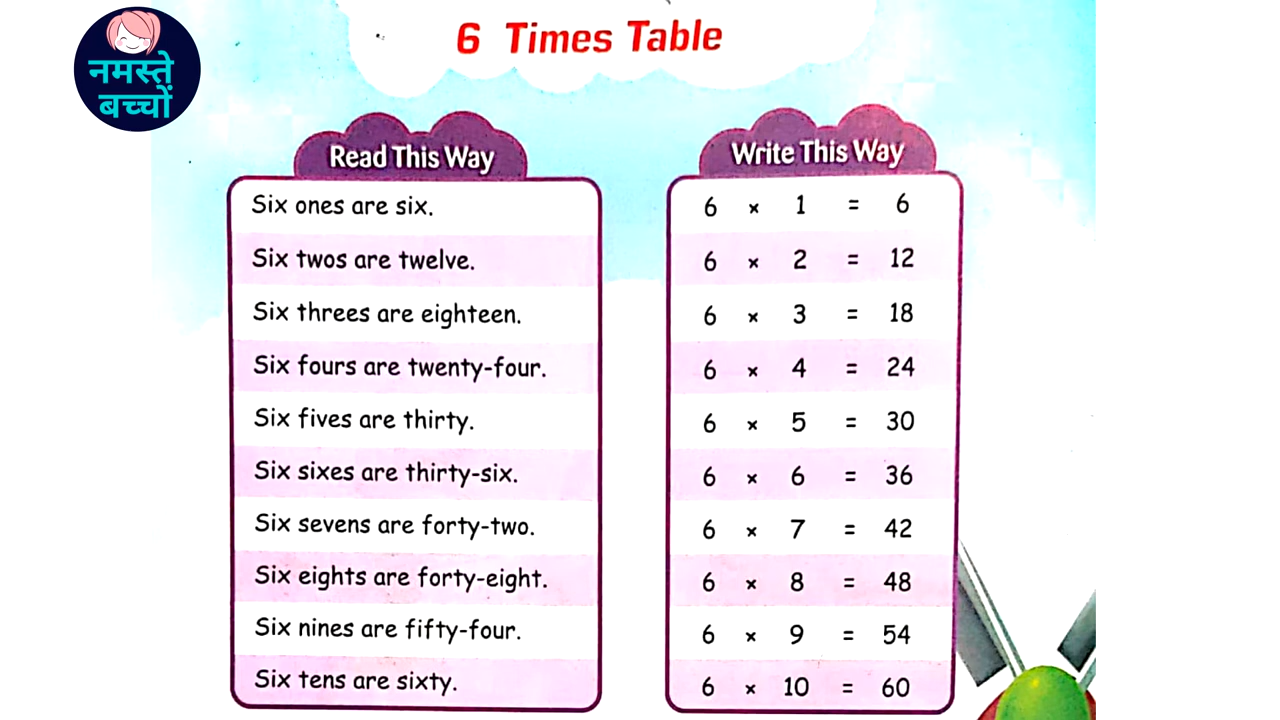 नमस्ते
बच्चों
6 Times Table
Read This Way
Six ones are six.
Six twos are twelve.
Six threes are eighteen.
Six fours are twenty-four.
Six fives are thirty.
Six sixes are thirty-six.
Six sevens are forty-two.
Six eights are forty-eight.
Six nines are fifty-four.
Six tens are sixty.
Write This Way
6 × 1 = 6
6 × 2 = 12
6 × 3 = 18
6 × 4 = 24
6 × 5 = 30
6 × 6 = 36
6 × 7 = 42
6 × 8 = 48
6 × 9 = 54
6 × 10 = 60